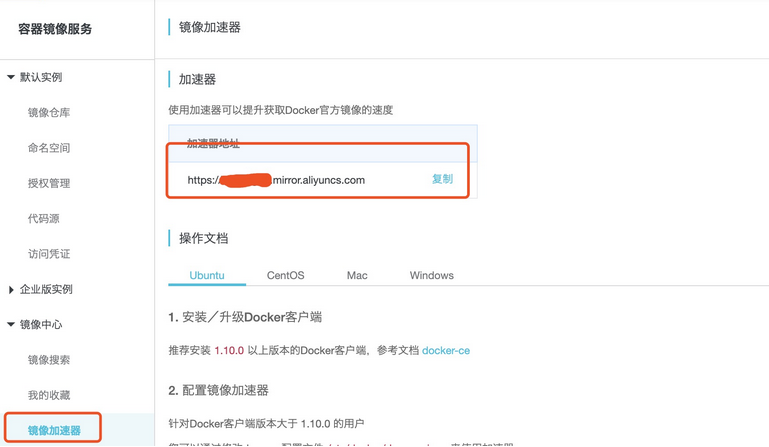 容器镜像服务
默认实例
镜像仓库
命名空间
授权管理
代码源
访问凭证
企业版实例
镜像中心
镜像搜索
我的收藏
镜像加速器
镜像加速器
加速器
使用加速器可以提升获取Docker官方镜像的速度
加速器地址
https:// .mirror.aliyuncs.com 复制
操作文档
Ubuntu CentOS Mac Windows
1. 安装／升级Docker客户端
推荐安装 1.10.0 以上版本的Docker客户端，参考文档 docker-ce
2. 配置镜像加速器
针对Docker客户端版本大于 1.10.0 的用户